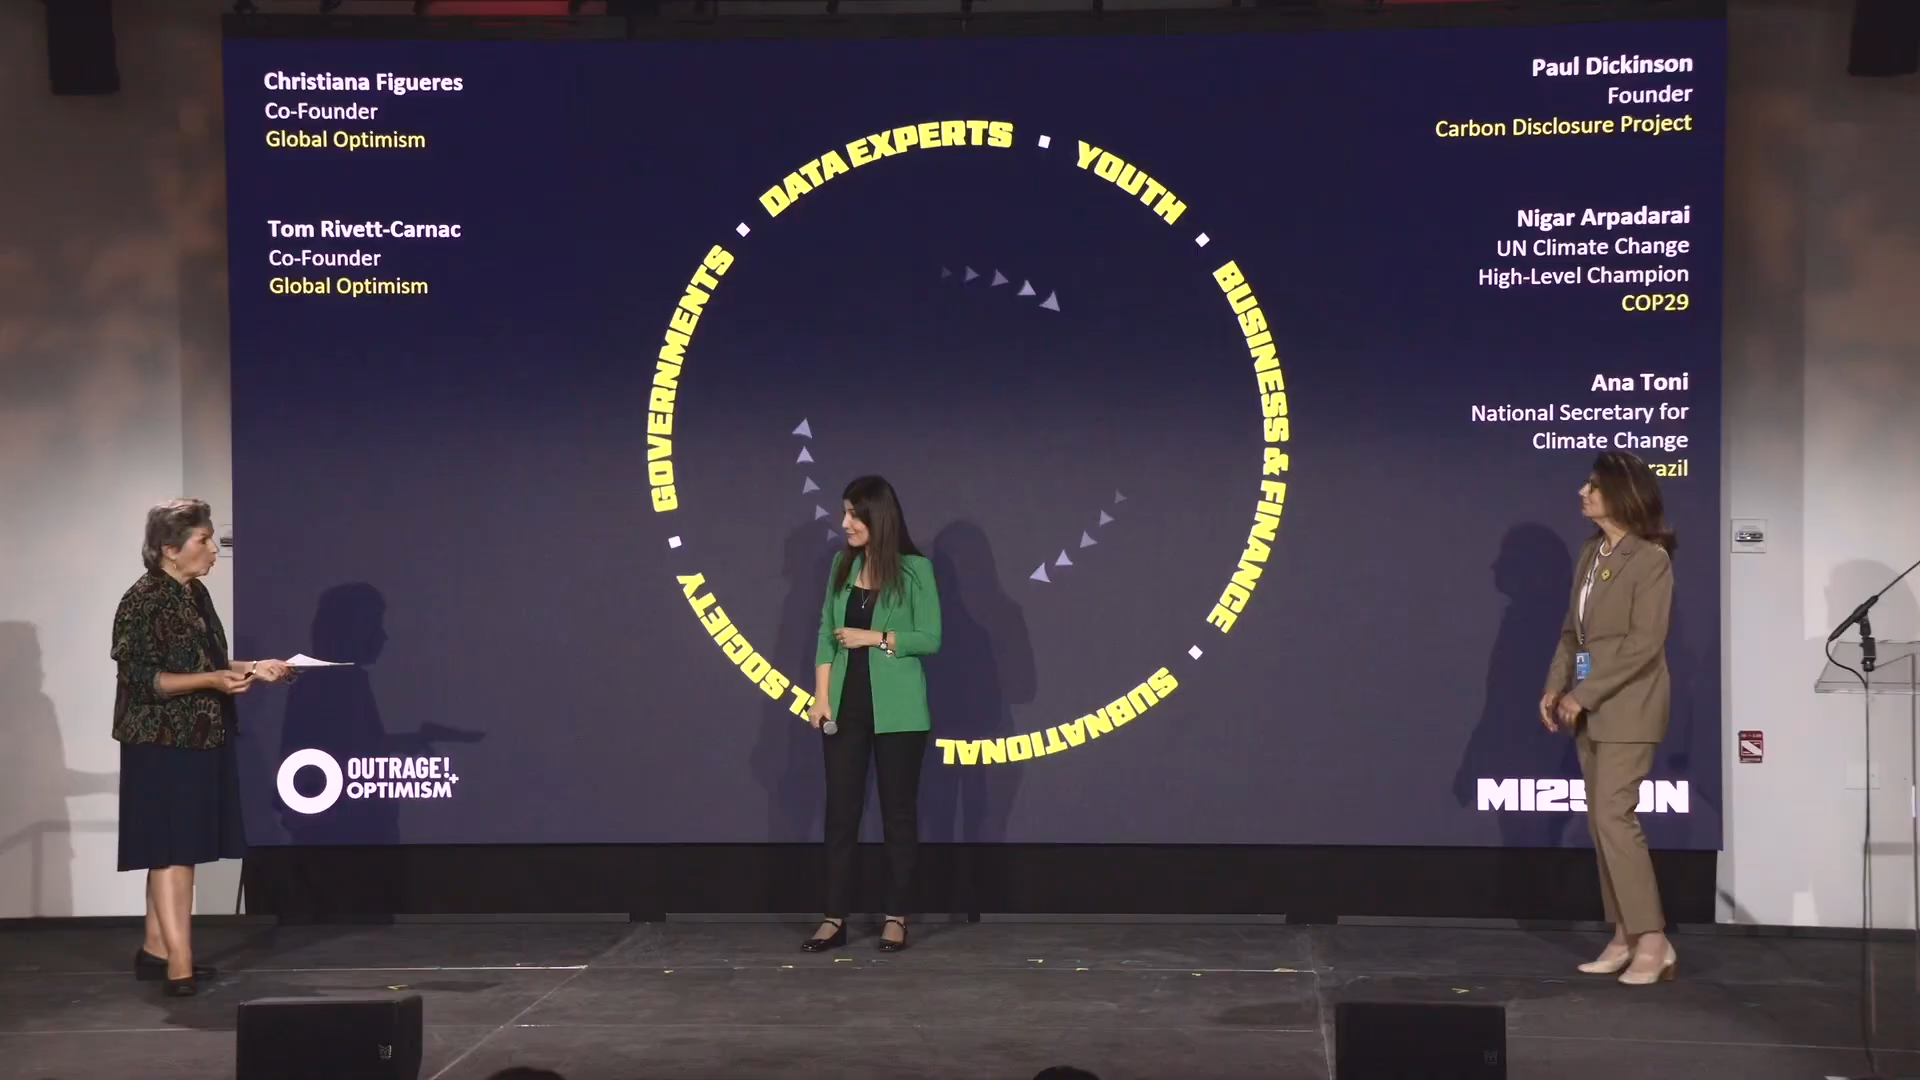 Christiana Figueres
Co-Founder
Global Optimism
Tom Rivett-Carnac
Co-Founder
Global Optimism
Paul Dickinson
Founder
Carbon Disclosure Project
Nigar Arpadarai
UN Climate Change
High-Level Champion
COP29
Ana Toni
National Secretary for
Climate Change
DATA EXPERTS
YOUTH
BUSINESS & FINANCE
SUBNATIONAL
SOCIETY
GOVERNMENTS
OUTRAGE!
+
OPTIMISM